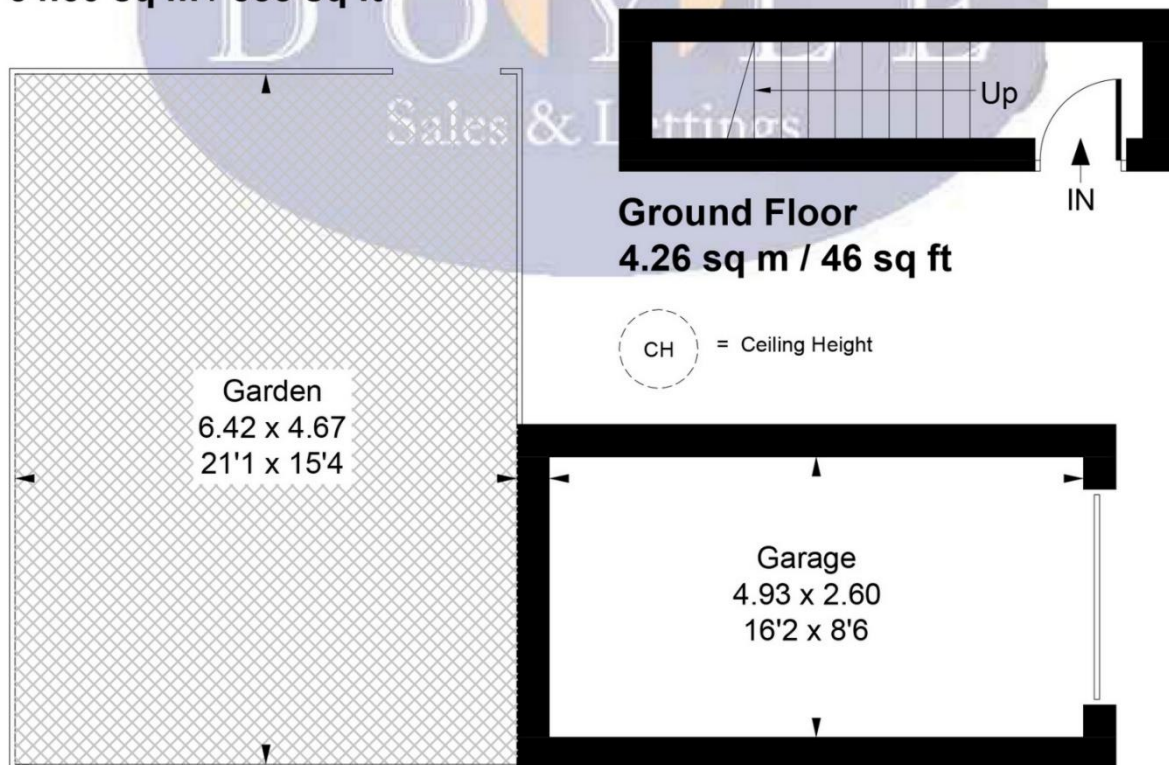 DOYLE
Sales & Lettings
Up
IN
Ground Floor
4.26 sq m / 46 sq ft
CH = Ceiling Height
Garden
6.42 x 4.67
21'1 x 15'4
Garage
4.93 x 2.60
16'2 x 8'6